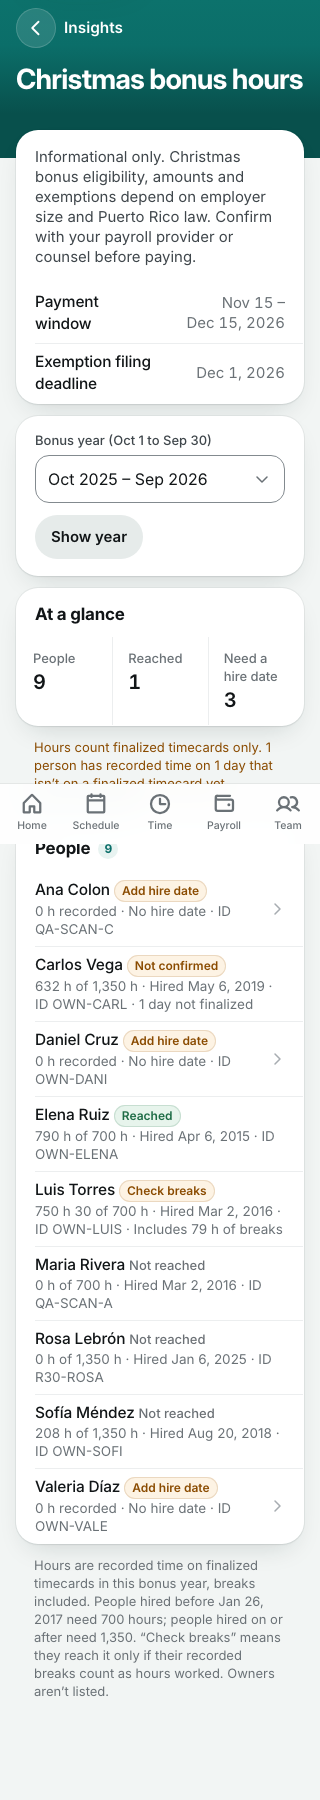 Insights
Christmas bonus hours
Informational only. Christmas
bonus eligibility, amounts and
exemptions depend on employer
size and Puerto Rico law. Confirm
with your payroll provider or
counsel before paying.
Payment
window
Nov 15 –
Dec 15, 2026
Exemption filing
deadline
Dec 1, 2026
Bonus year (Oct 1 to Sep 30)
Oct 2025 – Sep 2026
Show year
At a glance
People
9
Reached
1
Need a
hire date
3
Hours count finalized timecards only. 1
person has recorded time on 1 day that
isn't on a finalized timecard yet
Home
Schedule
Time
Payroll
Team
People 9
Ana Colon Add hire date
0 h recorded · No hire date · ID
QA-SCAN-C
Carlos Vega Not confirmed
632 h of 1,350 h · Hired May 6, 2019 ·
ID OWN-CARL · 1 day not finalized
Daniel Cruz Add hire date
0 h recorded · No hire date · ID
OWN-DANI
Elena Ruiz Reached
790 h of 700 h · Hired Apr 6, 2015 · ID
OWN-ELENA
Luis Torres Check breaks
750 h 30 of 700 h · Hired Mar 2, 2016 ·
ID OWN-LUIS · Includes 79 h of breaks
Maria Rivera Not reached
0 h of 700 h · Hired Mar 2, 2016 · ID
QA-SCAN-A
Rosa Lebrón Not reached
0 h of 1,350 h · Hired Jan 6, 2025 · ID
R30-ROSA
Sofía Méndez Not reached
208 h of 1,350 h · Hired Aug 20, 2018 ·
ID OWN-SOFI
Valeria Díaz Add hire date
0 h recorded · No hire date · ID
OWN-VALE
Hours are recorded time on finalized
timecards in this bonus year, breaks
included. People hired before Jan 26,
2017 need 700 hours; people hired on or
after need 1,350. “Check breaks” means
they reach it only if their recorded
breaks count as hours worked. Owners
aren’t listed.